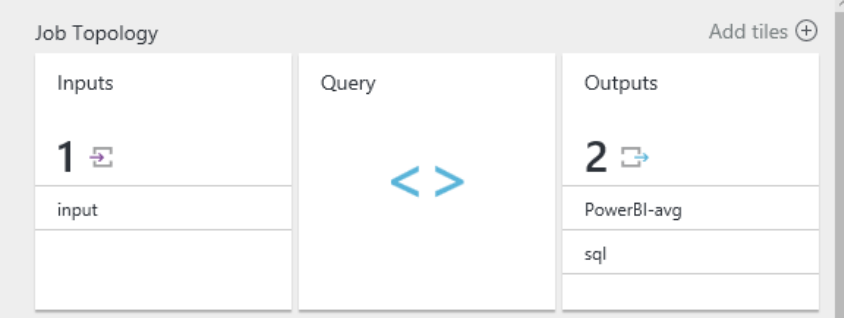 Job Topology
Add tiles
Inputs
1
input
Query
< >
Outputs
2
PowerBI-avg
sql